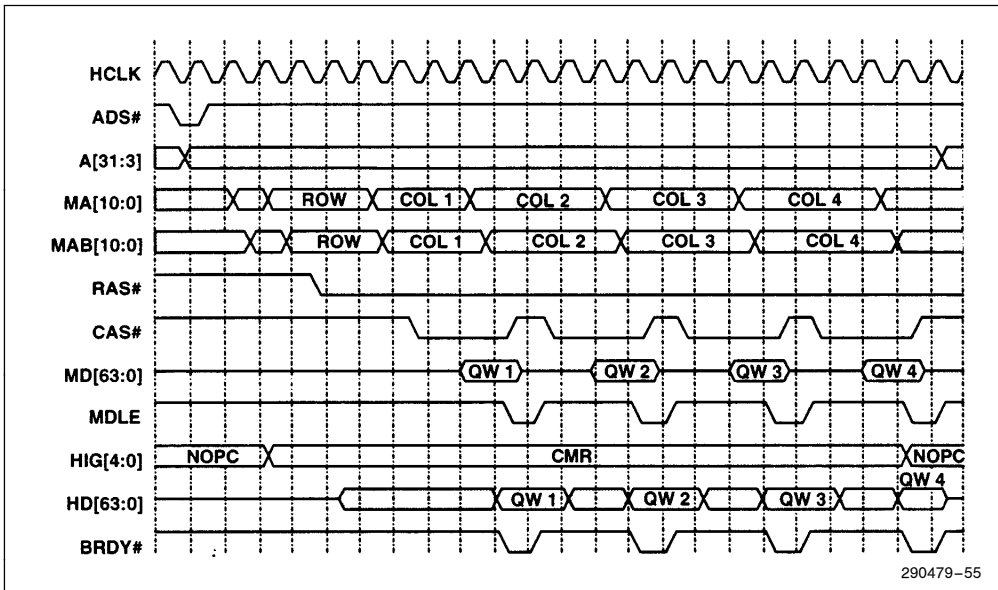 HCLK
ADS#
A[31:3]
MA[10:0] ROW COL 1 COL 2 COL 3 COL 4
MAB[10:0] ROW COL 1 COL 2 COL 3 COL 4
RAS#
CAS#
MD[63:0] QW 1 QW 2 QW 3 QW 4
MDLE
HIG[4:0] NOPC CMR NOPC
HD[63:0] QW 1 QW 2 QW 3 QW 4
BRDY#
290479–55